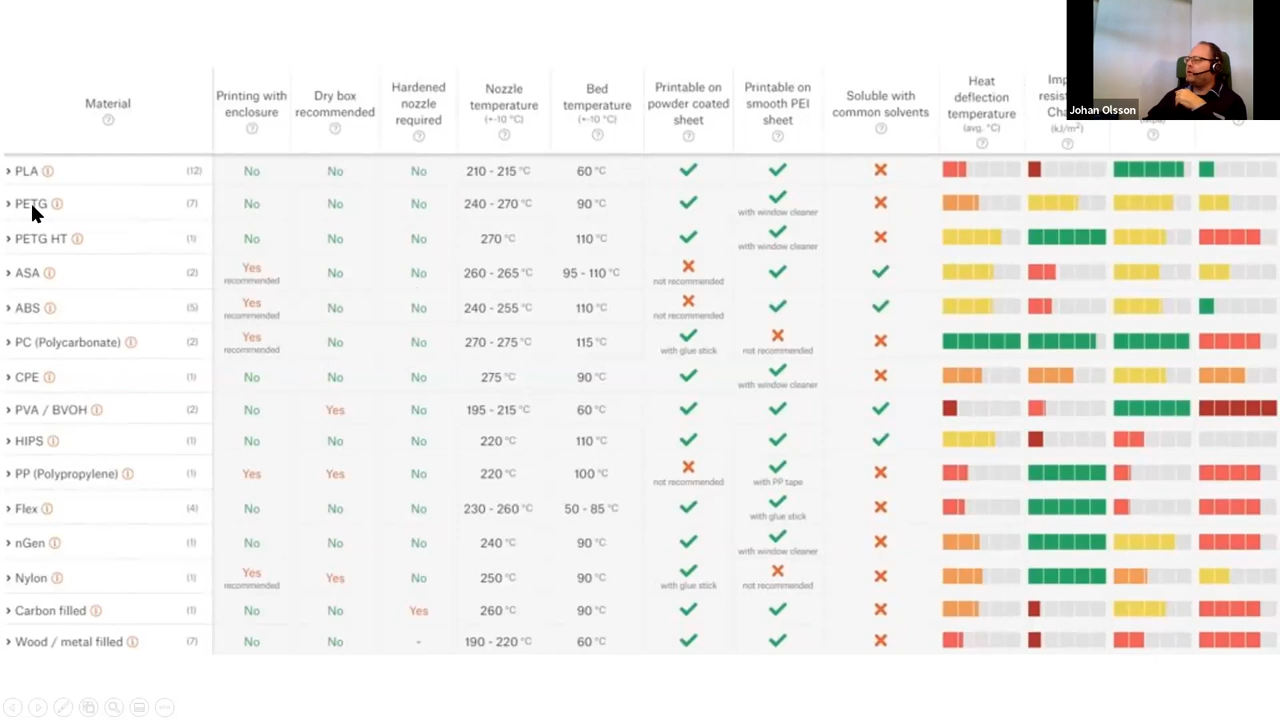 Johan Olsson
Material
Printing with enclosure
Dry box recommended
Hardened nozzle required
Nozzle temperature (+-10 °C)
Bed temperature (+-10 °C)
Printable on powder coated sheet
Printable on smooth PEI sheet
Soluble with common solvents
Heat deflection temperature (avg. °C)
(kJ/m²)
PLA (12) No No No 210 - 215 °C 60 °C
PETG (7) No No No 240 - 270 °C 90 °C with window cleaner
PETG HT (1) No No No 270 °C 110 °C with window cleaner
ASA (2) Yes recommended No No 260 - 265 °C 95 - 110 °C not recommended
ABS (5) Yes recommended No No 240 - 255 °C 110 °C not recommended
PC (Polycarbonate) (2) Yes recommended No No 270 - 275 °C 115 °C with glue stick not recommended
CPE (1) No No No 275 °C 90 °C with window cleaner
PVA / BVOH (2) No Yes No 195 - 215 °C 60 °C
HIPS (1) No No No 220 °C 110 °C
PP (Polypropylene) (1) Yes Yes No 220 °C 100 °C not recommended with PP tape
Flex (4) No No No 230 - 260 °C 50 - 85 °C with glue stick
nGen (1) No No No 240 °C 90 °C with window cleaner
Nylon (1) Yes recommended Yes No 250 °C 90 °C with glue stick not recommended
Carbon filled (1) No No Yes 260 °C 90 °C
Wood / metal filled (7) No No - 190 - 220 °C 60 °C